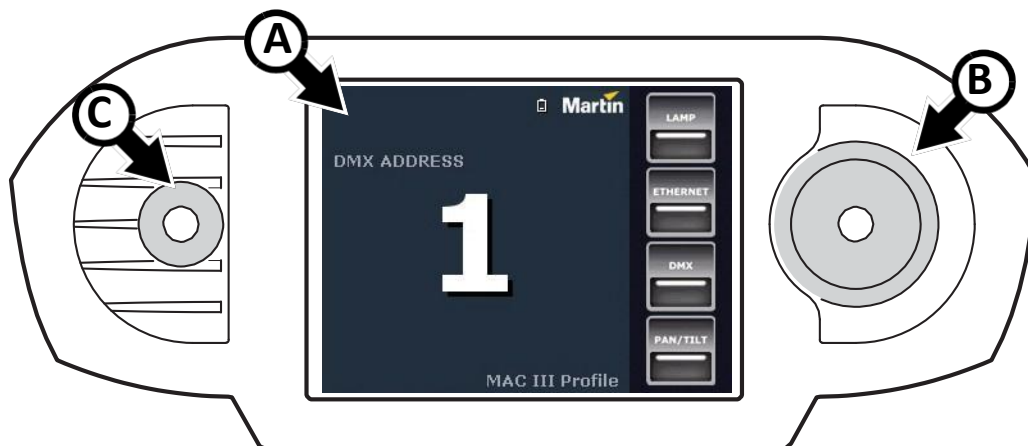 A
B
C
Martin
DMX ADDRESS
1
MAC III Profile
LAMP
ETHERNET
DMX
PAN/TILT